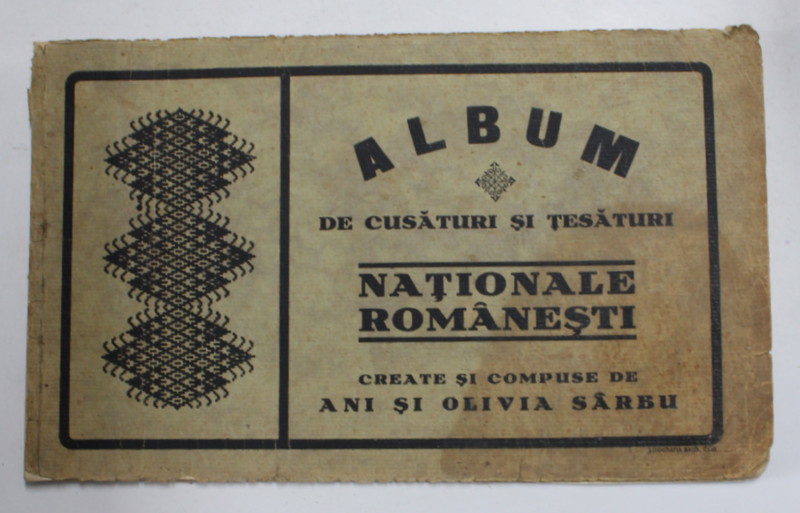 ALBUM
DE CUSĂTURI ȘI ȚESĂTURI
NAȚIONALE
ROMÂNEȘTI
CREATE ȘI COMPUSE DE
ANI ȘI OLIVIA SÂRBU